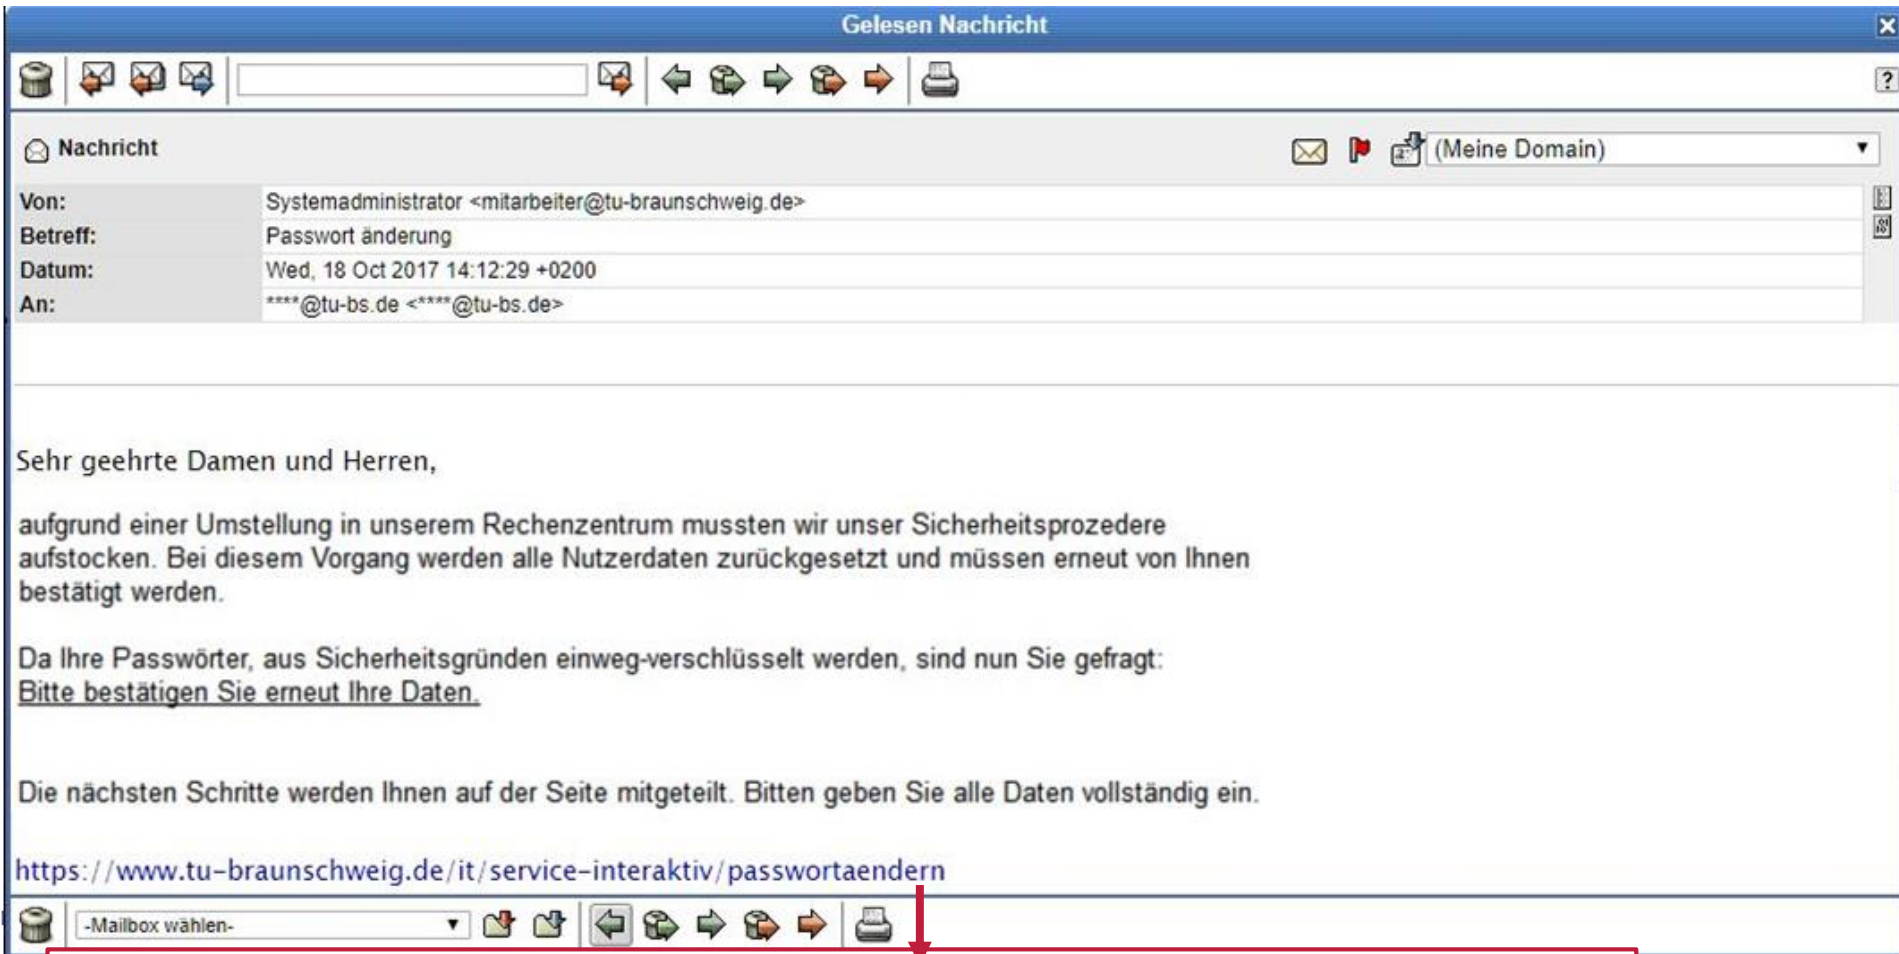 Gelesen Nachricht
Nachricht
(Meine Domain)
Von: Systemadministrator <mitarbeiter@tu-braunschweig.de>
Betreff: Passwort änderung
Datum: Wed, 18 Oct 2017 14:12:29 +0200
An: ****@tu-bs.de <****@tu-bs.de>
Sehr geehrte Damen und Herren,
aufgrund einer Umstellung in unserem Rechenzentrum mussten wir unser Sicherheitsprozedere
aufstocken. Bei diesem Vorgang werden alle Nutzerdaten zurückgesetzt und müssen erneut von Ihnen
bestätigt werden.
Da Ihre Passwörter, aus Sicherheitsgründen einweg-verschlüsselt werden, sind nun Sie gefragt:
Bitte bestätigen Sie erneut Ihre Daten.
Die nächsten Schritte werden Ihnen auf der Seite mitgeteilt. Bitten geben Sie alle Daten vollständig ein.
https://www.tu-braunschweig.de/it/service-interaktiv/passwortaendern
-Mailbox wählen-